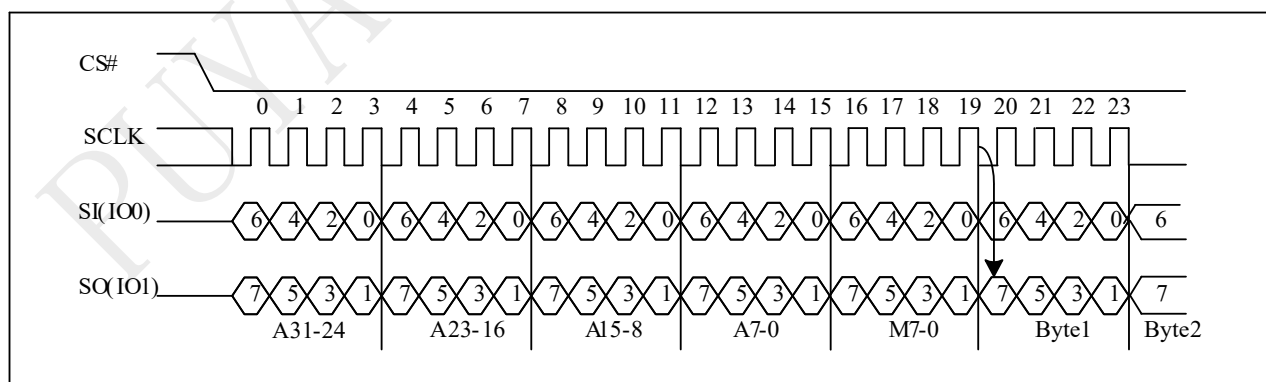 PUYA
CS#
0 1 2 3 4 5 6 7 8 9 10 11 12 13 14 15 16 17 18 19 20 21 22 23
SCLK
SI(IO0) 6 4 2 0 6 4 2 0 6 4 2 0 6 4 2 0 6 4 2 0 6 4 2 0 6
SO(IO1) 7 5 3 1 7 5 3 1 7 5 3 1 7 5 3 1 7 5 3 1 7 5 3 1 7
A31-24 A23-16 A15-8 A7-0 M7-0 Byte1 Byte2